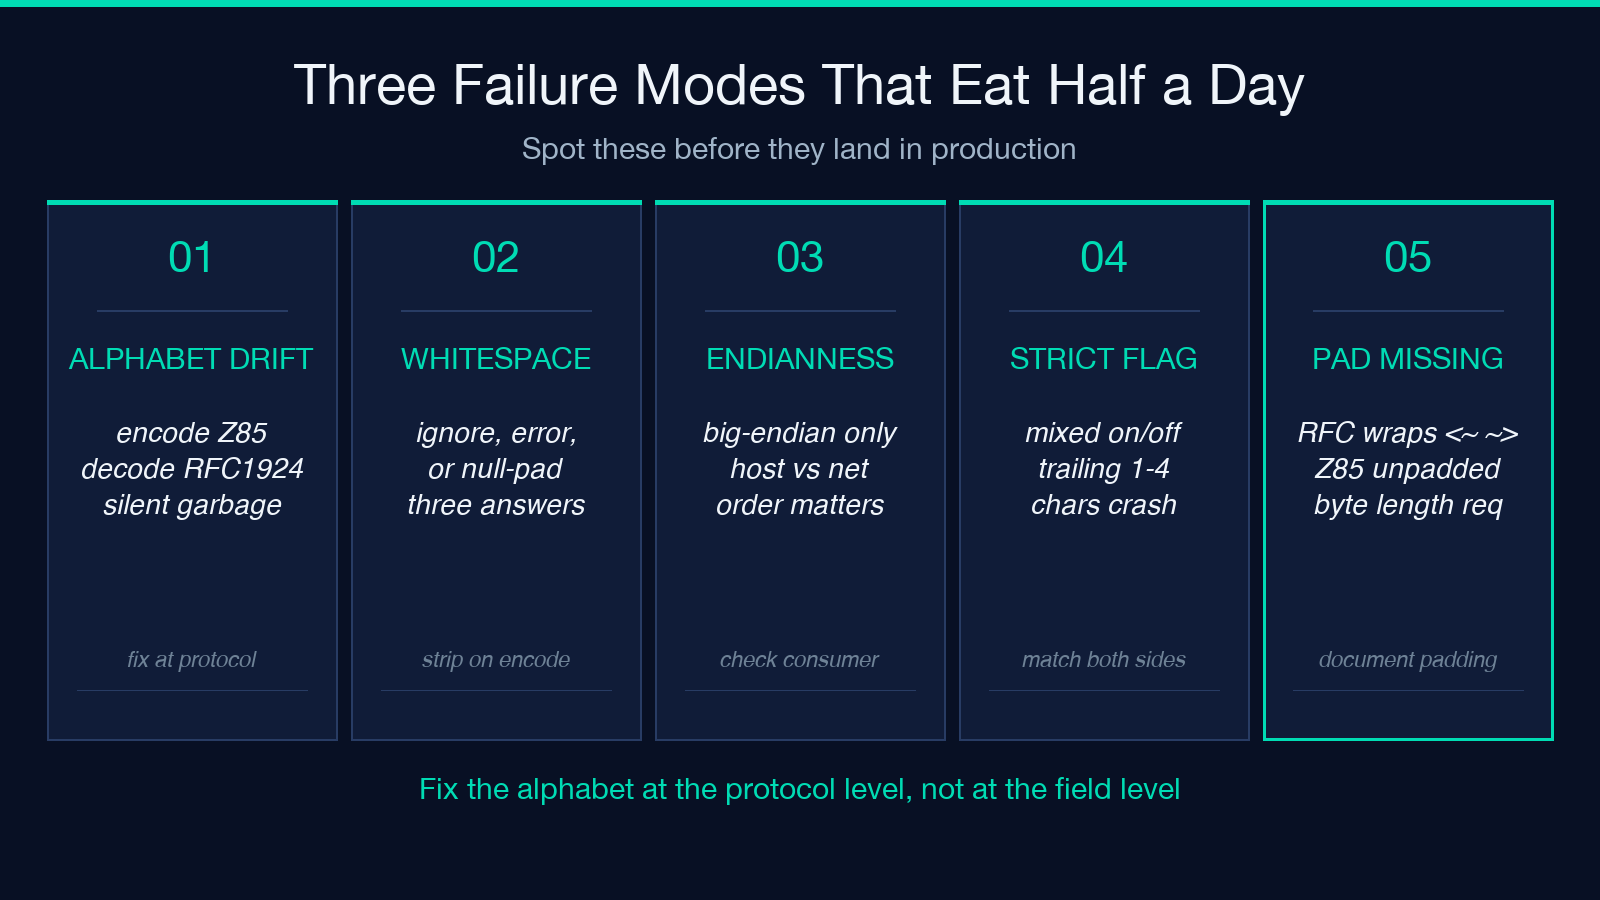 Three Failure Modes That Eat Half a Day
Spot these before they land in production
01
ALPHABET DRIFT
encode Z85
decode RFC1924
silent garbage
fix at protocol
02
WHITESPACE
ignore, error,
or null-pad
three answers
strip on encode
03
ENDIANNESS
big-endian only
host vs net
order matters
check consumer
04
STRICT FLAG
mixed on/off
trailing 1-4
chars crash
match both sides
05
PAD MISSING
RFC wraps <~ ~>
Z85 unpadded
byte length req
document padding
Fix the alphabet at the protocol level, not at the field level